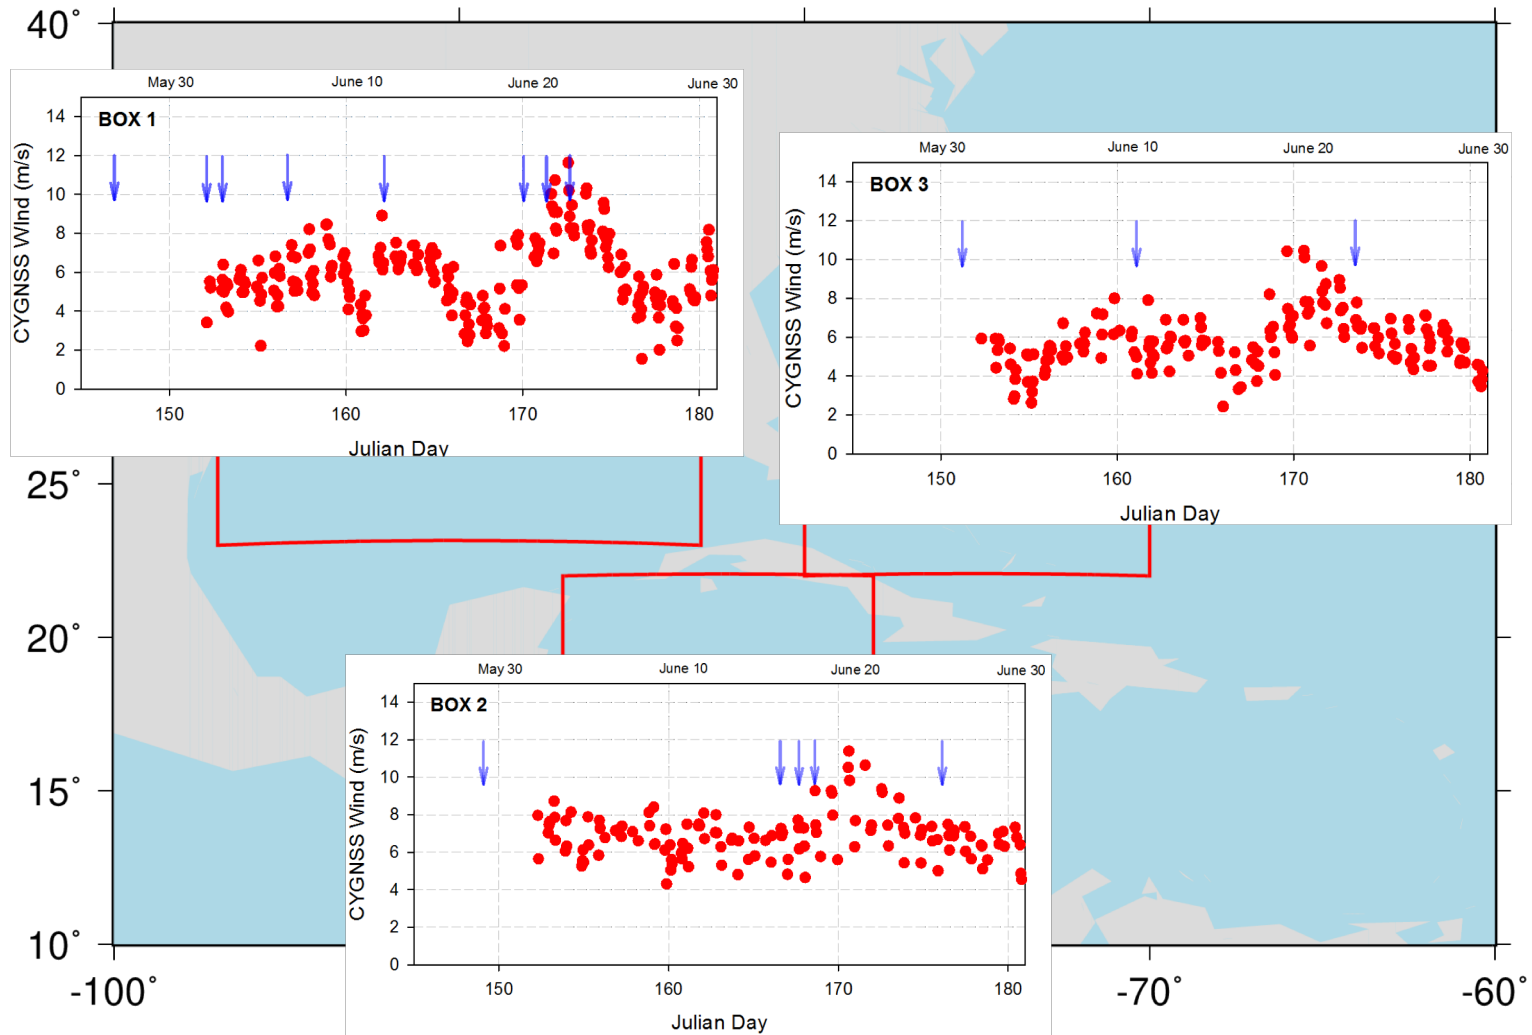 40°
May 30 June 10 June 20 June 30
BOX 1
14
12
10
8
6
4
2
0
CYGNSS WInd (m/s)
150 160 170 180
Julian Day
May 30 June 10 June 20 June 30
BOX 3
14
12
10
8
6
4
2
0
CYGNSS Wind (m/s)
150 160 170 180
Julian Day
25°
20°
May 30 June 10 June 20 June 30
BOX 2
14
12
10
8
6
4
2
0
CYGNSS Wind (m/s)
150 160 170 180
Julian Day
15°
10°
-100° -70° -60°